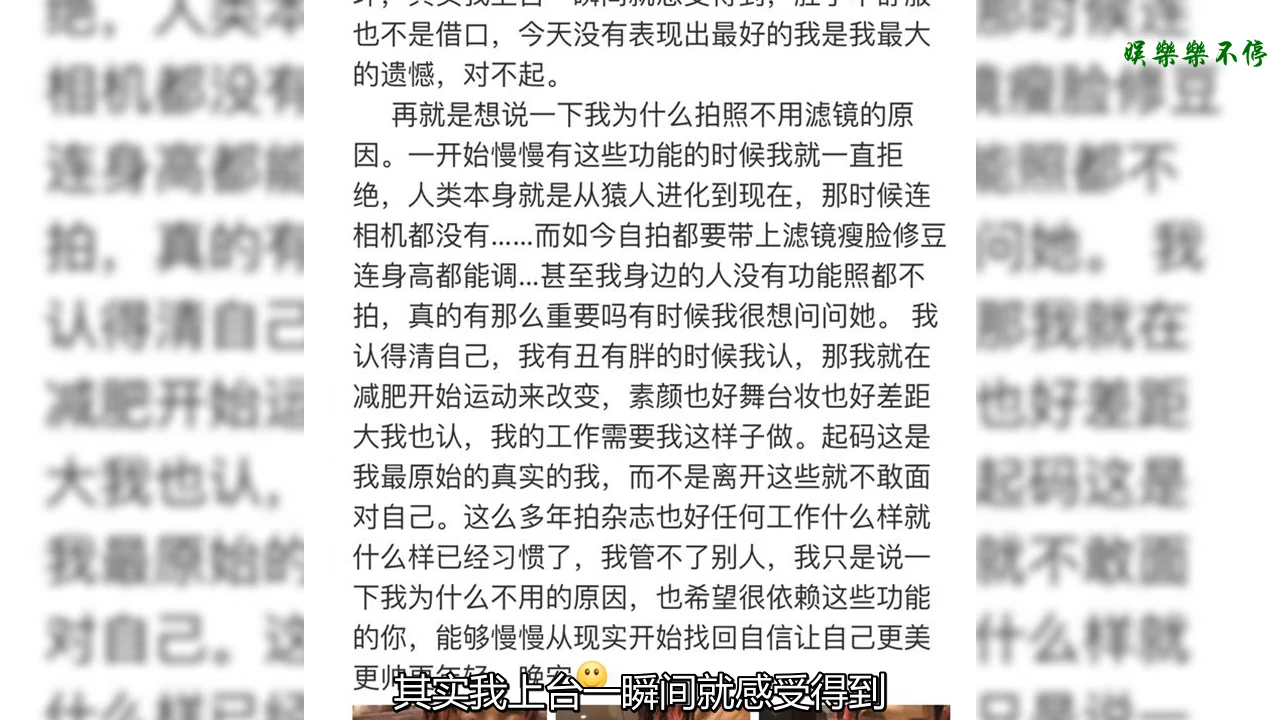 也不是借口，今天没有表现出最好的我是我最大
的遗憾，对不起。
再就是想说一下我为什么拍照不用滤镜的原
因。一开始慢慢有这些功能的时候我就一直拒
绝，人类本身就是从猿人进化到现在，那时候连
相机都没有……而如今自拍都要带上滤镜瘦脸修豆
连身高都能调...甚至我身边的人没有功能照都不
拍，真的有那么重要吗有时候我很想问问她。 我
认得清自己，我有丑有胖的时候我认，那我就在
减肥开始运动来改变，素颜也好舞台妆也好差距
大我也认，我的工作需要我这样子做。起码这是
我最原始的真实的我，而不是离开这些就不敢面
对自己。这么多年拍杂志也好任何工作什么样就
什么样已经习惯了，我管不了别人，我只是说一
下我为什么不用的原因，也希望很依赖这些功能
的你，能够慢慢从现实开始找回自信让自己更美
其实我上台一瞬间就感受得到
娱樂樂不停